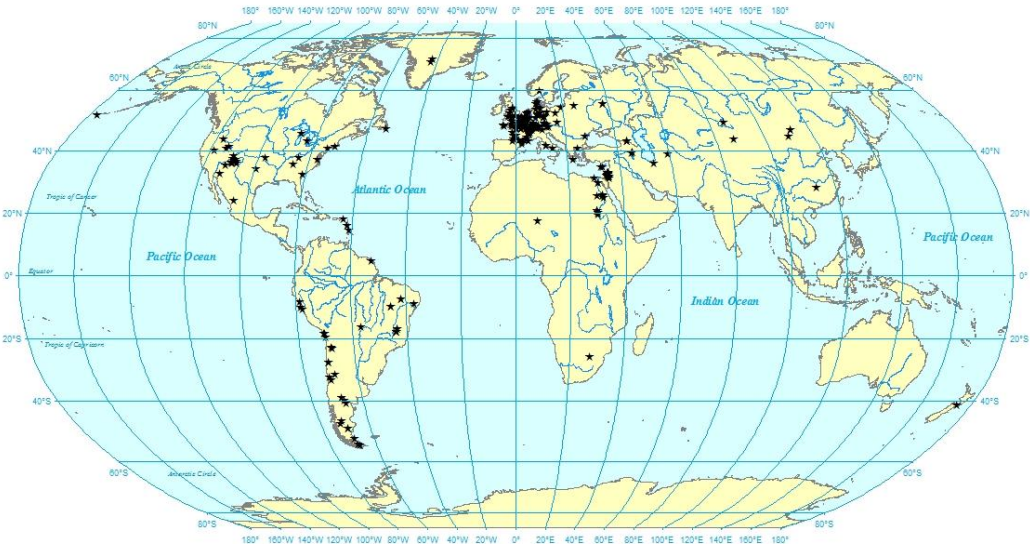 180° 160°W 140°W 120°W 100°W 80°W 60°W 40°W 20°W 0° 20°E 40°E 60°E 80°E 100°E 120°E 140°E 160°E 180°
80°N 80°N
Arctic Circle
60°N 60°N
40°N 40°N
Atlantic Ocean
Tropic of Cancer
20°N 20°N
Pacific Ocean
Pacific Ocean
Equator
0° 0°
Indian Ocean
20°S 20°S
Tropic of Capricorn
40°S 40°S
60°S Antarctic Circle 60°S
80°S 80°S
180° 160°W 140°W 120°W 100°W 80°W 60°W 40°W 20°W 0° 20°E 40°E 60°E 80°E 100°E 120°E 140°E 160°E 180°